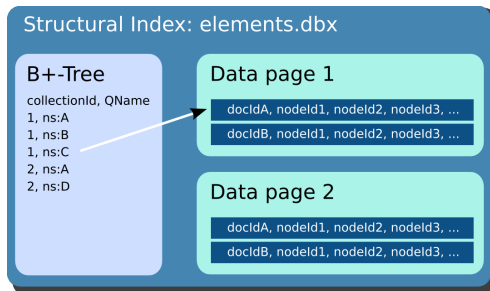 Structural Index: elements.dbx
B+-Tree
collectionId, QName
1, ns:A
1, ns:B
1, ns:C
2, ns:A
2, ns:D
Data page 1
docIdA, nodeId1, nodeId2, nodeId3, ...
docIdB, nodeId1, nodeId2, nodeId3, ...
Data page 2
docIdA, nodeId1, nodeId2, nodeId3, ...
docIdB, nodeId1, nodeId2, nodeId3, ...